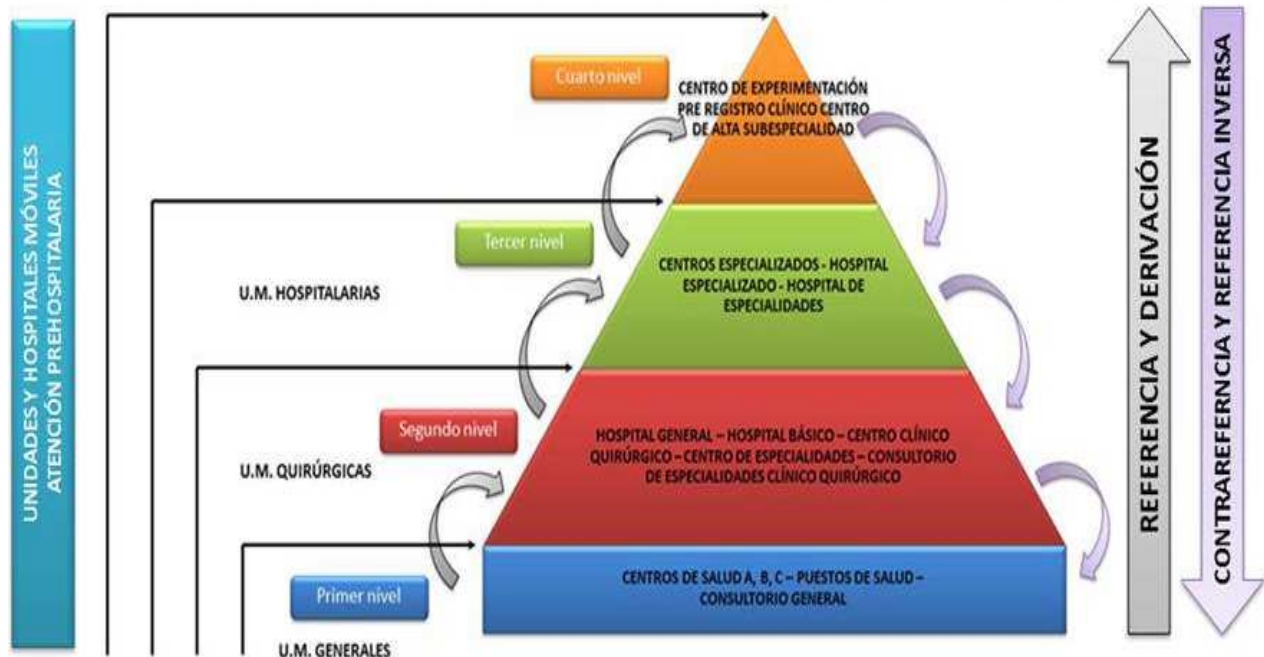 UNIDADES Y HOSPITALES MÓVILES
ATENCIÓN PREHOSPITALARIA
Cuarto nivel
CENTRO DE EXPERIMENTACIÓN
PRE REGISTRO CLÍNICO CENTRO
DE ALTA SUBESPECIALIDAD
Tercer nivel
CENTROS ESPECIALIZADOS - HOSPITAL
ESPECIALIZADO - HOSPITAL DE
ESPECIALIDADES
U.M. HOSPITALARIAS
Segundo nivel
HOSPITAL GENERAL – HOSPITAL BÁSICO – CENTRO CLÍNICO
QUIRÚRGICO – CENTRO DE ESPECIALIDADES – CONSULTORIO
DE ESPECIALIDADES CLÍNICO QUIRÚRGICO
U.M. QUIRÚRGICAS
Primer nivel
CENTROS DE SALUD A, B, C – PUESTOS DE SALUD –
CONSULTORIO GENERAL
U.M. GENERALES
REFERENCIA Y DERIVACIÓN
CONTRAREFERNCIA Y REFERENCIA INVERSA